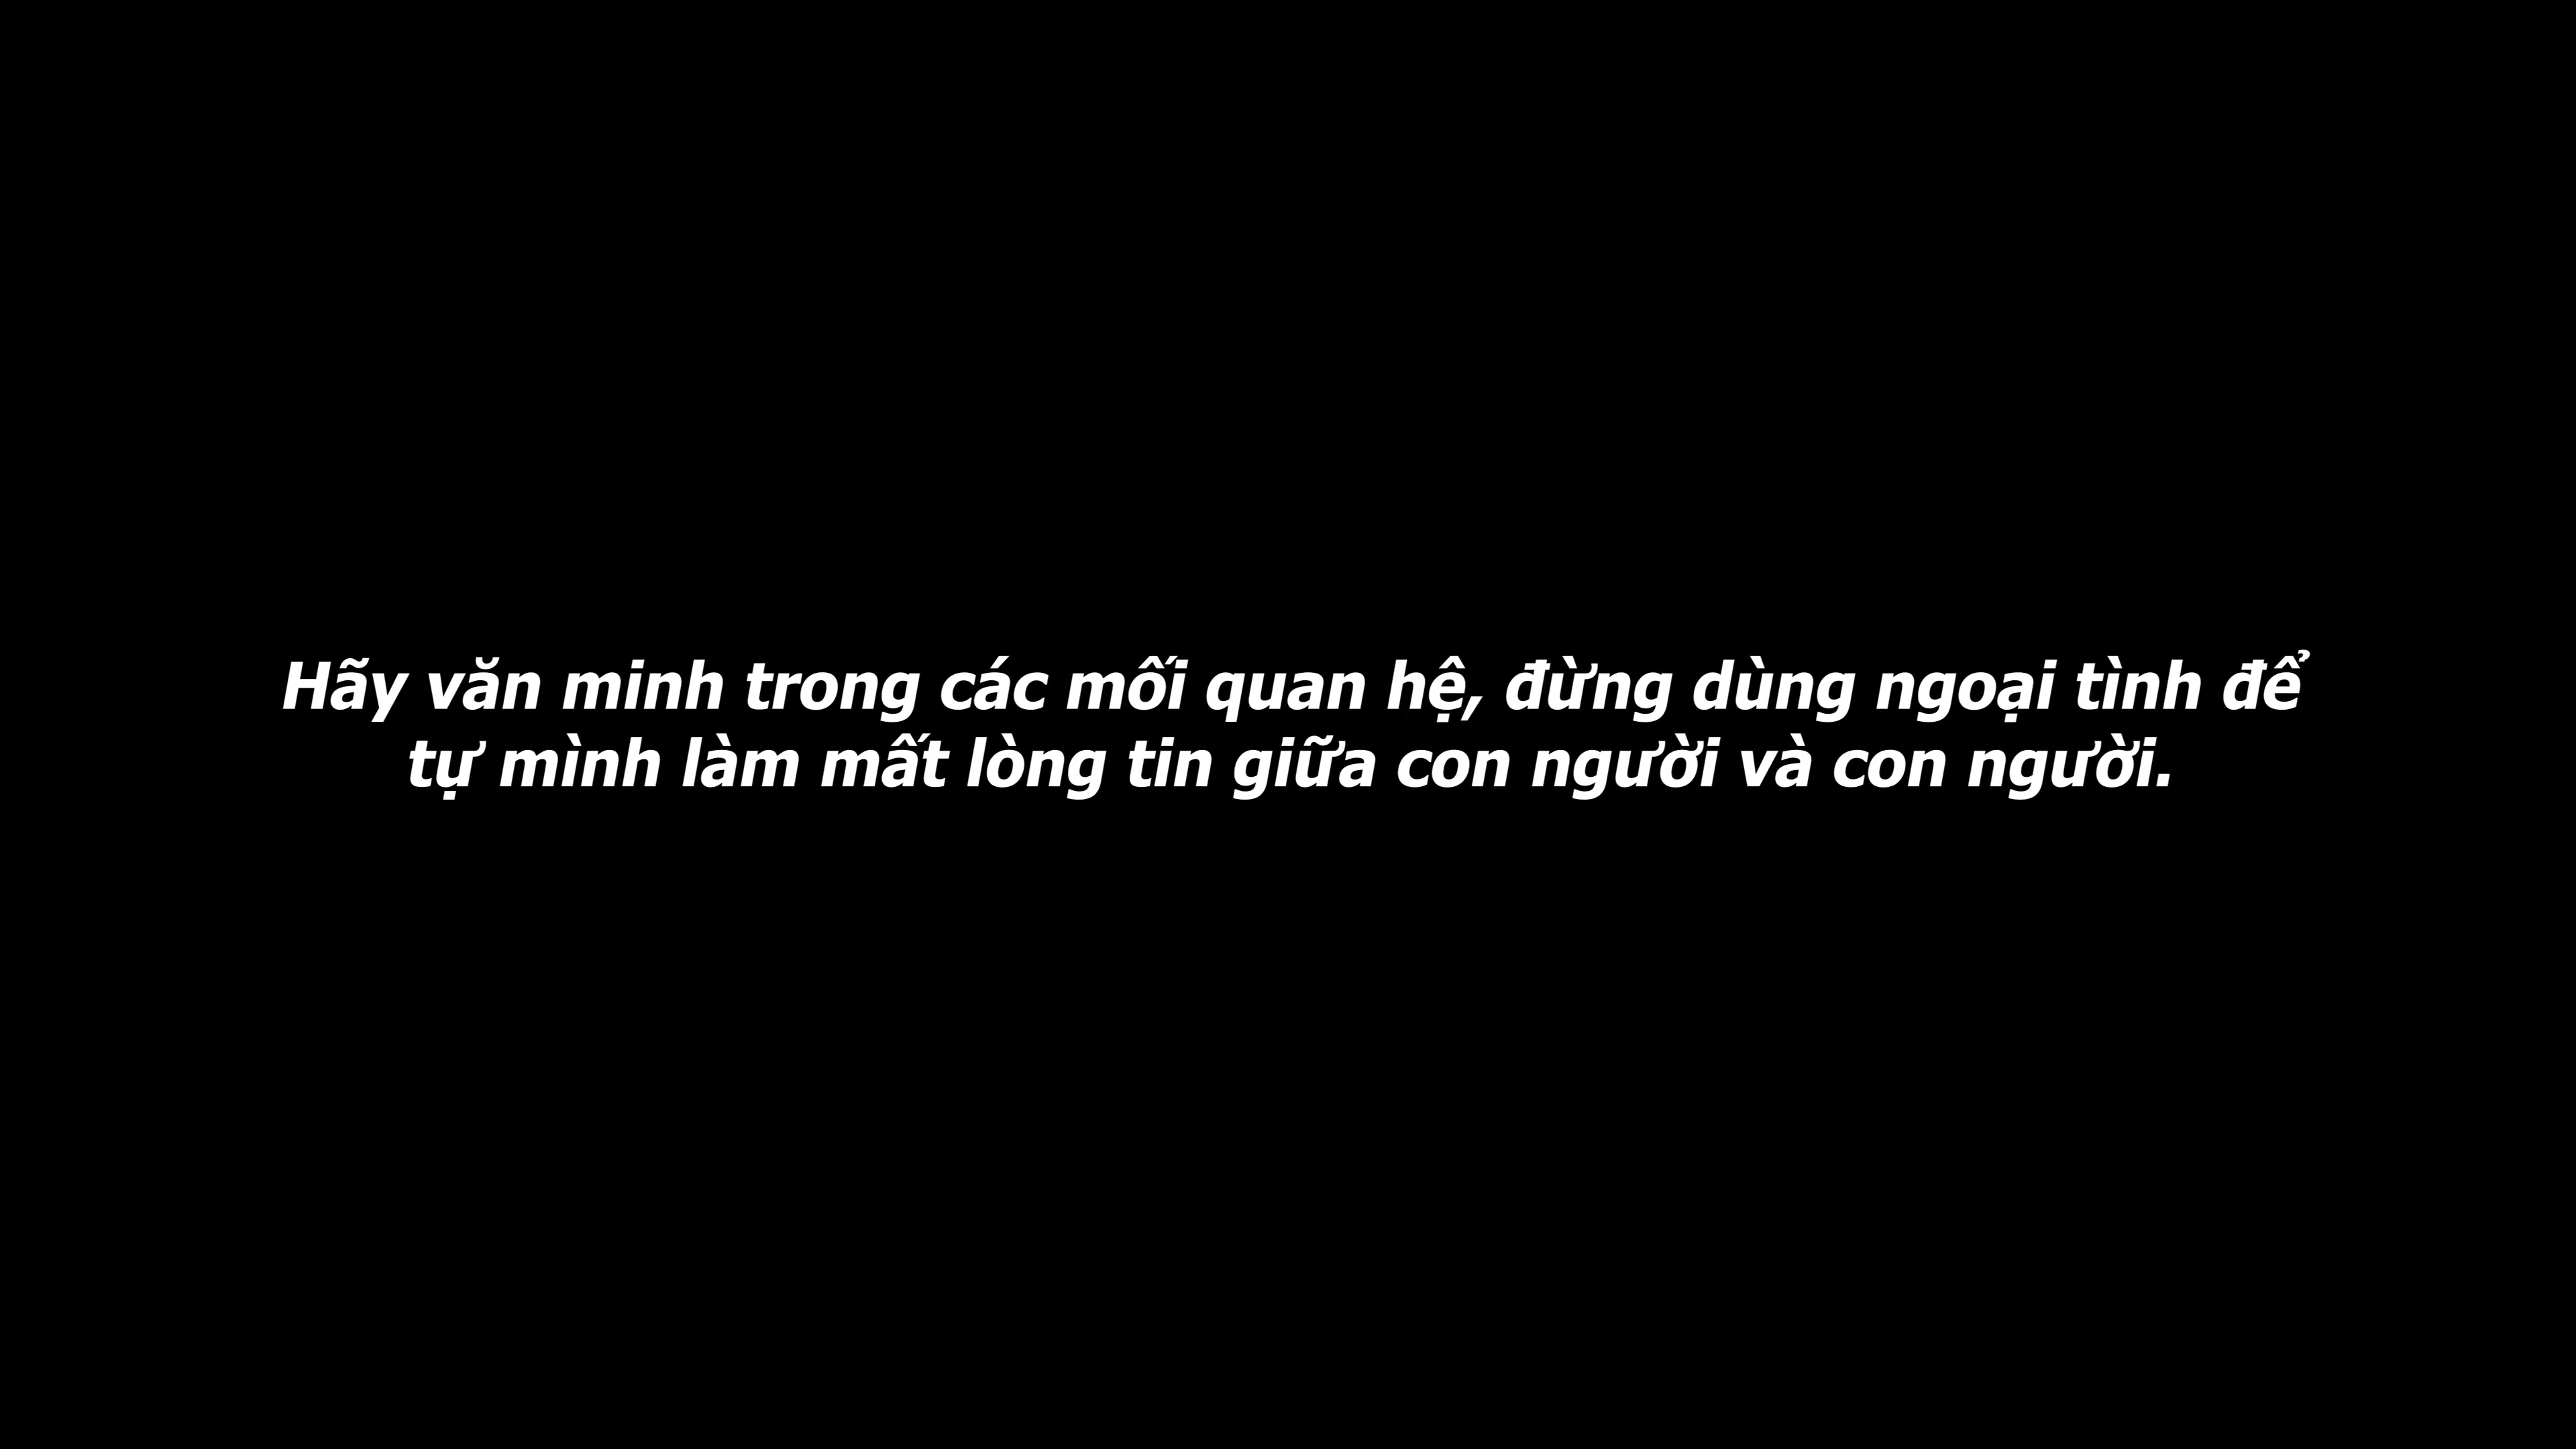 Hãy văn minh trong các mối quan hệ, đừng dùng ngoại tình để
tự mình làm mất lòng tin giữa con người và con người.